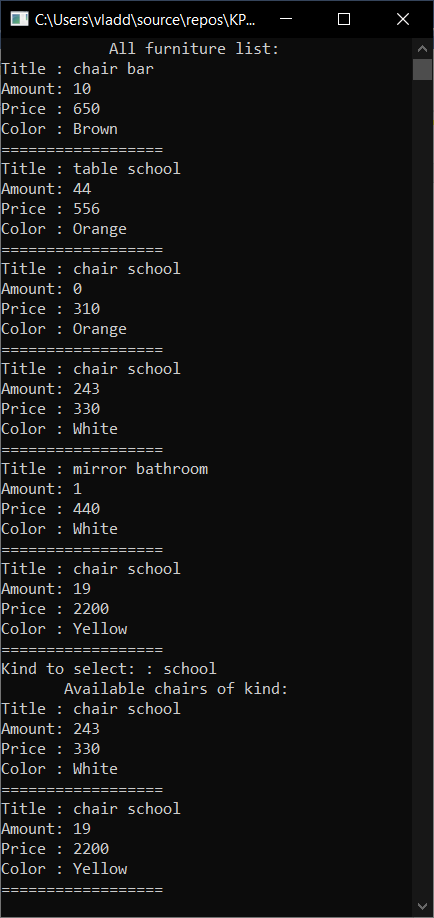 C:\Users\vladd\source\repos\KP...
All furniture list:
Title : chair bar
Amount: 10
Price : 650
Color : Brown
==================
Title : table school
Amount: 44
Price : 556
Color : Orange
==================
Title : chair school
Amount: 0
Price : 310
Color : Orange
==================
Title : chair school
Amount: 243
Price : 330
Color : White
==================
Title : mirror bathroom
Amount: 1
Price : 440
Color : White
==================
Title : chair school
Amount: 19
Price : 2200
Color : Yellow
==================
Kind to select: : school
Available chairs of kind:
Title : chair school
Amount: 243
Price : 330
Color : White
==================
Title : chair school
Amount: 19
Price : 2200
Color : Yellow
==================